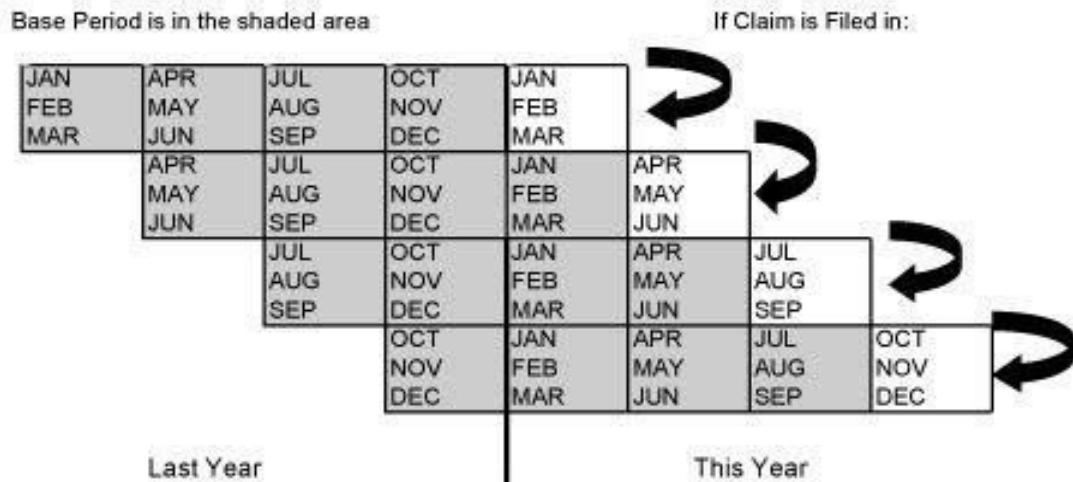 Base Period is in the shaded area If Claim is Filed in:
JAN APR JUL OCT JAN
FEB MAY AUG NOV FEB
MAR JUN SEP DEC MAR
APR JUL OCT JAN APR
MAY AUG NOV FEB MAY
JUN SEP DEC MAR JUN
JUL OCT JAN APR JUL
AUG NOV FEB MAY AUG
SEP DEC MAR JUN SEP
OCT JAN APR JUL OCT
NOV FEB MAY AUG NOV
DEC MAR JUN SEP DEC
Last Year This Year